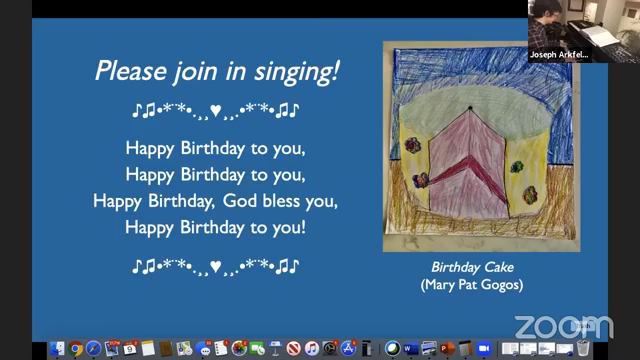 Please join in singing!
♪♫•*¨*•.¸¸♥¸¸.•*¨*•♫♪
Happy Birthday to you,
Happy Birthday to you,
Happy Birthday, God bless you,
Happy Birthday to you!
♪♫•*¨*•.¸¸♥¸¸.•*¨*•♫♪
Birthday Cake
(Mary Pat Gogos)
Joseph Arkfel...
zoom